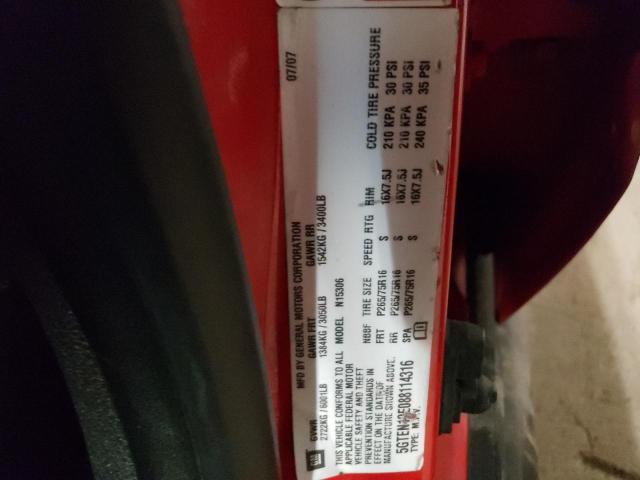 GM
MFD BY GENERAL MOTORS CORPORATION 07/07
GVWR GAWR FRT GAWR RR
2722KG / 6001LB 1384KG / 3050LB 1542KG / 3400LB
THIS VEHICLE CONFORMS TO ALL MODEL N15306
APPLICABLE FEDERAL MOTOR
VEHICLE SAFETY AND THEFT
PREVENTION STANDARDS IN
EFFECT ON THE DATE OF
MANUFACTURE SHOWN ABOVE.
NBBF TIRE SIZE SPEED RTG RIM COLD TIRE PRESSURE
FRT P265/75R16 S 16X7.5J 210 KPA 30 PSI
RR P265/75R16 S 16X7.5J 210 KPA 30 PSI
SPA P265/75R16 S 16X7.5J 240 KPA 35 PSI
TYPE: